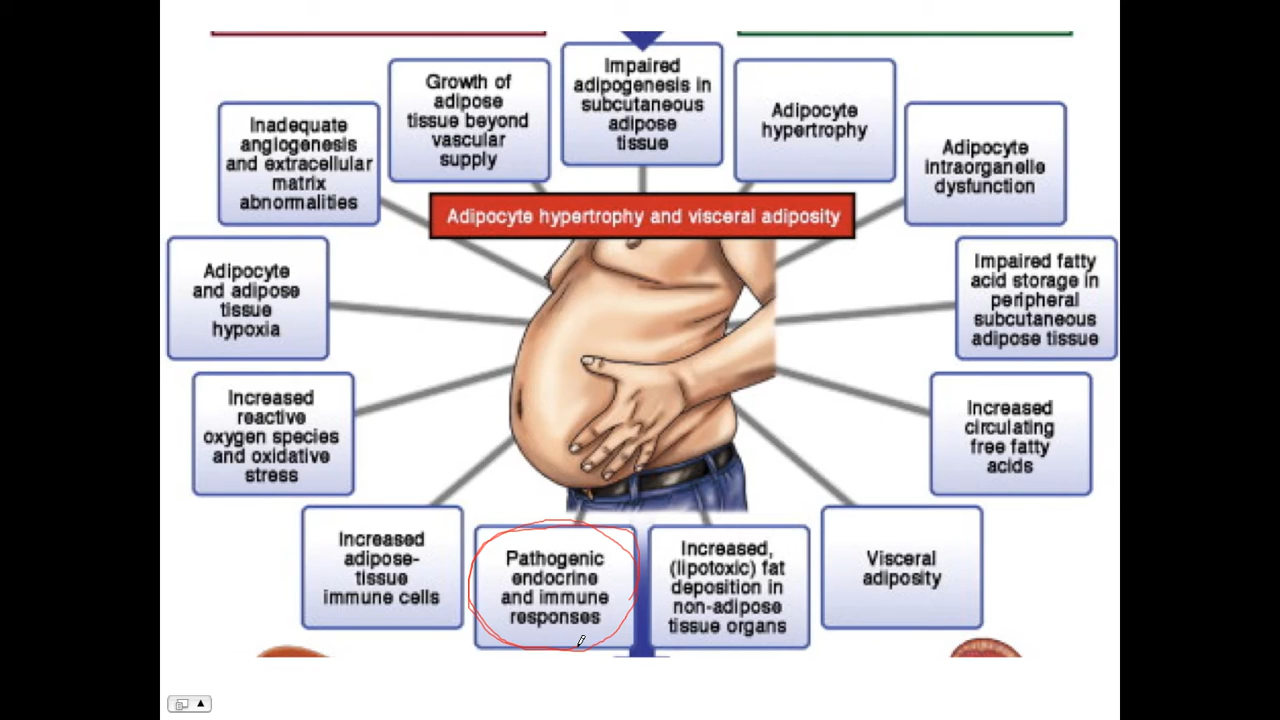 Impaired
adipogenesis in
subcutaneous
adipose
tissue
Growth of
adipose
tissue beyond
vascular
supply
Adipocyte
hypertrophy
Inadequate
angiogenesis
and extracellular
matrix
abnormalities
Adipocyte
intraorganelle
dysfunction
Adipocyte hypertrophy and visceral adiposity
Adipocyte
and adipose
tissue
hypoxia
Impaired fatty
acid storage in
peripheral
subcutaneous
adipose tissue
Increased
reactive
oxygen species
and oxidative
stress
Increased
circulating
free fatty
acids
Increased
adipose-
tissue
immune cells
Pathogenic
endocrine
and immune
responses
Increased,
(lipotoxic) fat
deposition in
non-adipose
tissue organs
Visceral
adiposity